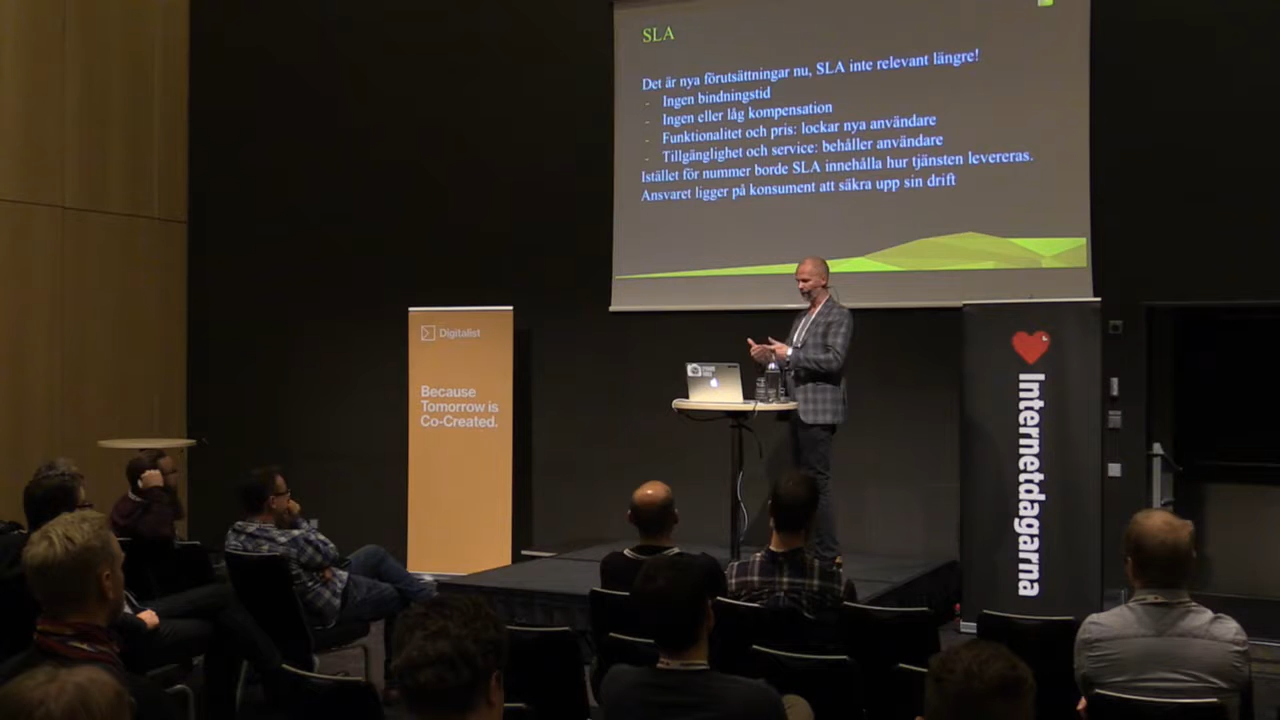 SLA
Det är nya förutsättningar nu, SLA inte relevant längre!
- Ingen bindningstid
- Ingen eller låg kompensation
- Funktionalitet och pris: lockar nya användare
- Tillgänglighet och service: behåller användare
Istället för nummer borde SLA innehålla hur tjänsten levereras.
Ansvaret ligger på konsument att säkra upp sin drift
Digitalist
Because
Tomorrow is
Co-Created.
Internetdagarna